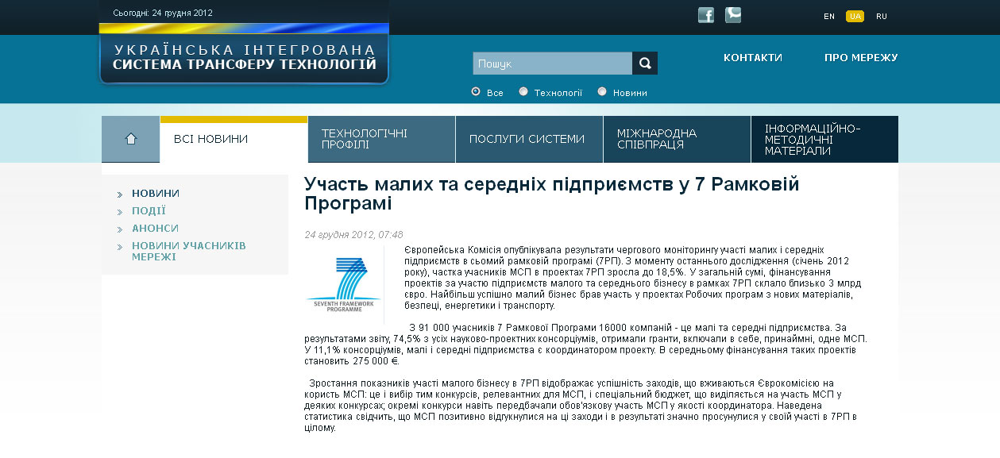 Сьогодні: 24 грудня 2012
EN UA RU
УКРАЇНСЬКА ІНТЕГРОВАНА
СИСТЕМА ТРАНСФЕРУ ТЕХНОЛОГІЙ
Пошук
КОНТАКТИ ПРО МЕРЕЖУ
Все Технології Новини
ВСІ НОВИНИ
ТЕХНОЛОГІЧНІ
ПРОФІЛІ
ПОСЛУГИ СИСТЕМИ
МІЖНАРОДНА
СПІВПРАЦЯ
ІНФОРМАЦІЙНО-
МЕТОДИЧНІ
МАТЕРІАЛИ
НОВИНИ
ПОДІЇ
АНОНСИ
НОВИНИ УЧАСНИКІВ
МЕРЕЖІ
Участь малих та середніх підприємств у 7 Рамковій
Програмі
24 грудня 2012, 07:48
SEVENTH FRAMEWORK
PROGRAMME
Європейська Комісія опублікувала результати чергового моніторингу участі малих і середніх
підприємств в сьомий рамковій програмі (7РП). З моменту останнього дослідження (січень 2012
року), частка учасників МСП в проектах 7РП зросла до 18,5%. У загальній сумі, фінансування
проектів за участю підприємств малого та середнього бізнесу в рамках 7РП склало близько 3 млрд
євро. Найбільш успішно малий бізнес брав участь у проектах Робочих програм з нових матеріалів,
безпеці, енергетики і транспорту.
З 91 000 учасників 7 Рамкової Програми 16000 компаній - це малі та середні підприємства. За
результатами звіту, 74,5% з усіх науково-проектних консорціумів, отримали гранти, включали в себе, принаймні, одне МСП.
У 11,1% консорціумів, малі і середні підприємства є координатором проекту. В середньому фінансування таких проектів
становить 275 000 €.
Зростання показників участі малого бізнесу в 7РП відображає успішність заходів, що вживаються Єврокомісією на
користь МСП: це і вибір тим конкурсів, релевантних для МСП, і спеціальний бюджет, що виділяється на участь МСП у
деяких конкурсах; окремі конкурси навіть передбачали обов'язкову участь МСП у якості координатора. Наведена
статистика свідчить, що МСП позитивно відгукнулися на ці заходи і в результаті значно просунулися у своїй участі в 7РП в
цілому.